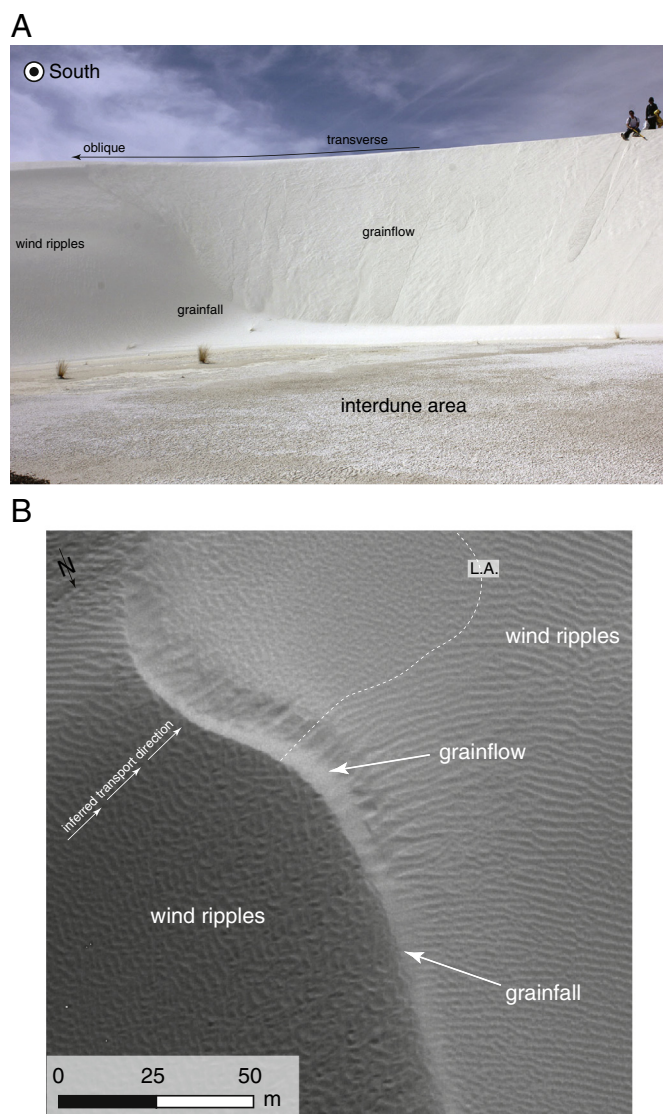 A
South
oblique
transverse
wind ripples
grainflow
grainfall
interdune area
B
N
L.A.
wind ripples
grainflow
inferred transport direction
wind ripples
grainfall
0 25 50
m